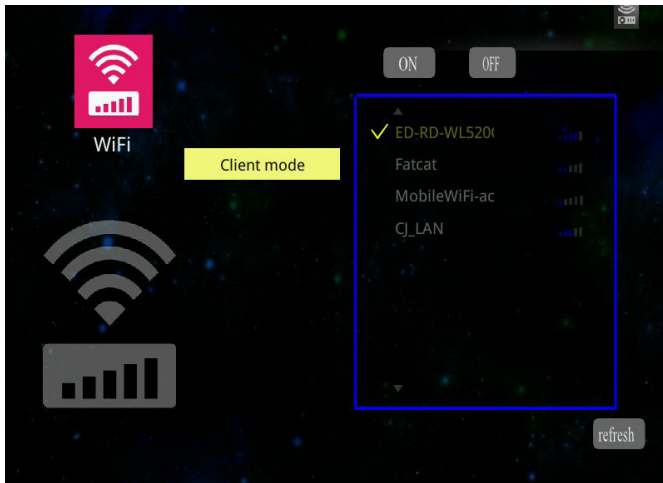 ON OFF
WiFi
Client mode
ED-RD-WL520
Fatcat
MobileWiFi-ac
CJ_LAN
refresh